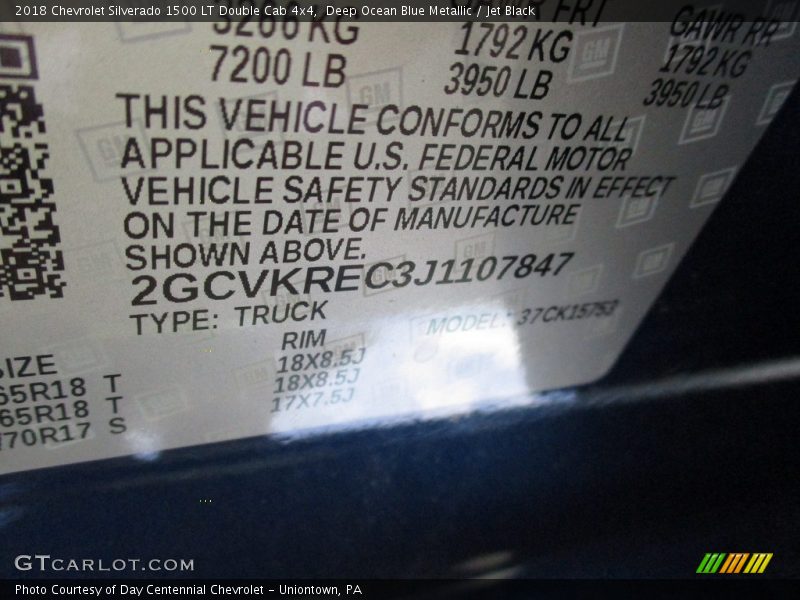 2018 Chevrolet Silverado 1500 LT Double Cab 4x4, Deep Ocean Blue Metallic / Jet Black
3266 KG 1792 KG GAWR RR
7200 LB 3950 LB 1792 KG
3950 LB
THIS VEHICLE CONFORMS TO ALL
APPLICABLE U.S. FEDERAL MOTOR
VEHICLE SAFETY STANDARDS IN EFFECT
ON THE DATE OF MANUFACTURE
SHOWN ABOVE.
2GCVKREC3J1107847
TYPE: TRUCK MODEL: 37CK15753
SIZE RIM
65R18 T 18X8.5J
65R18 T 18X8.5J
70R17 S 17X7.5J
GTCARLOT.COM
Photo Courtesy of Day Centennial Chevrolet - Uniontown, PA